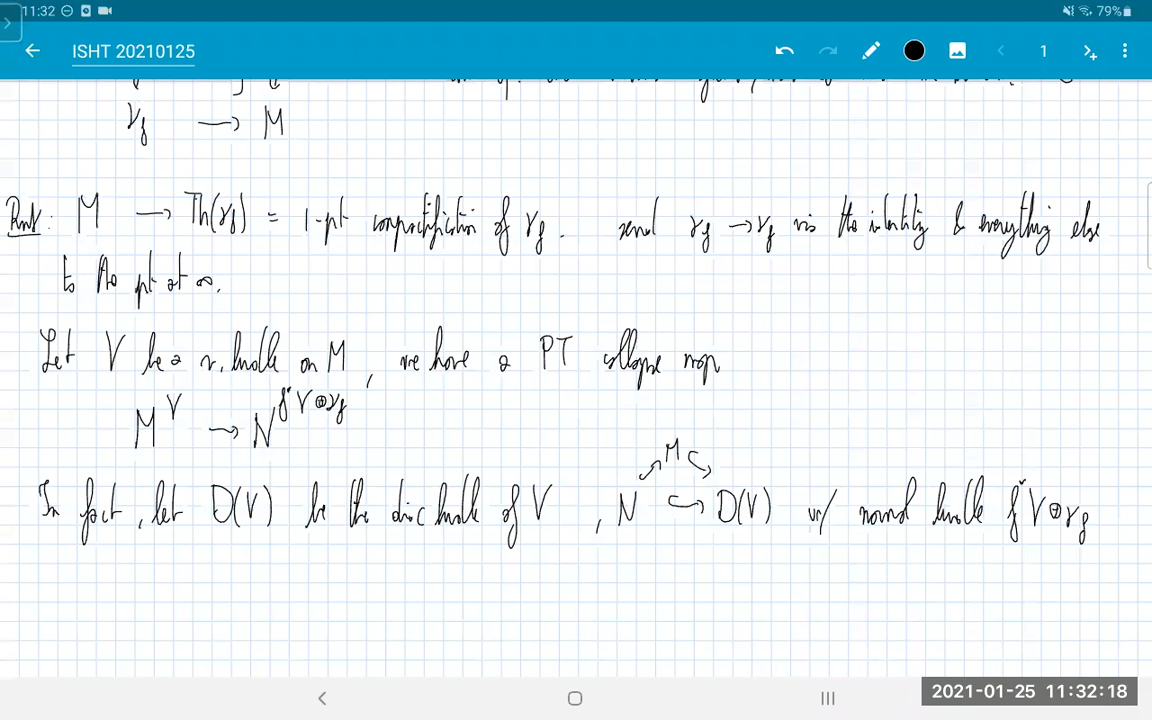 11:32
79%
ISHT 20210125
1
ν_f → M
Rmk: M → Th(ν_f) = 1-pt compactification of ν_f. send ν_f → ν_f via the identity & everything else
to the pt at ∞.
Let V be a v. bundle on M, we have a PT collapse map
M^V → N^{f^*V⊕ν_f}
In fact, let D(V) be the disc bundle of V, N ↪ D(V) w/ normal bundle f^*V⊕ν_f
↗ M ↪
2021-01-25 11:32:18